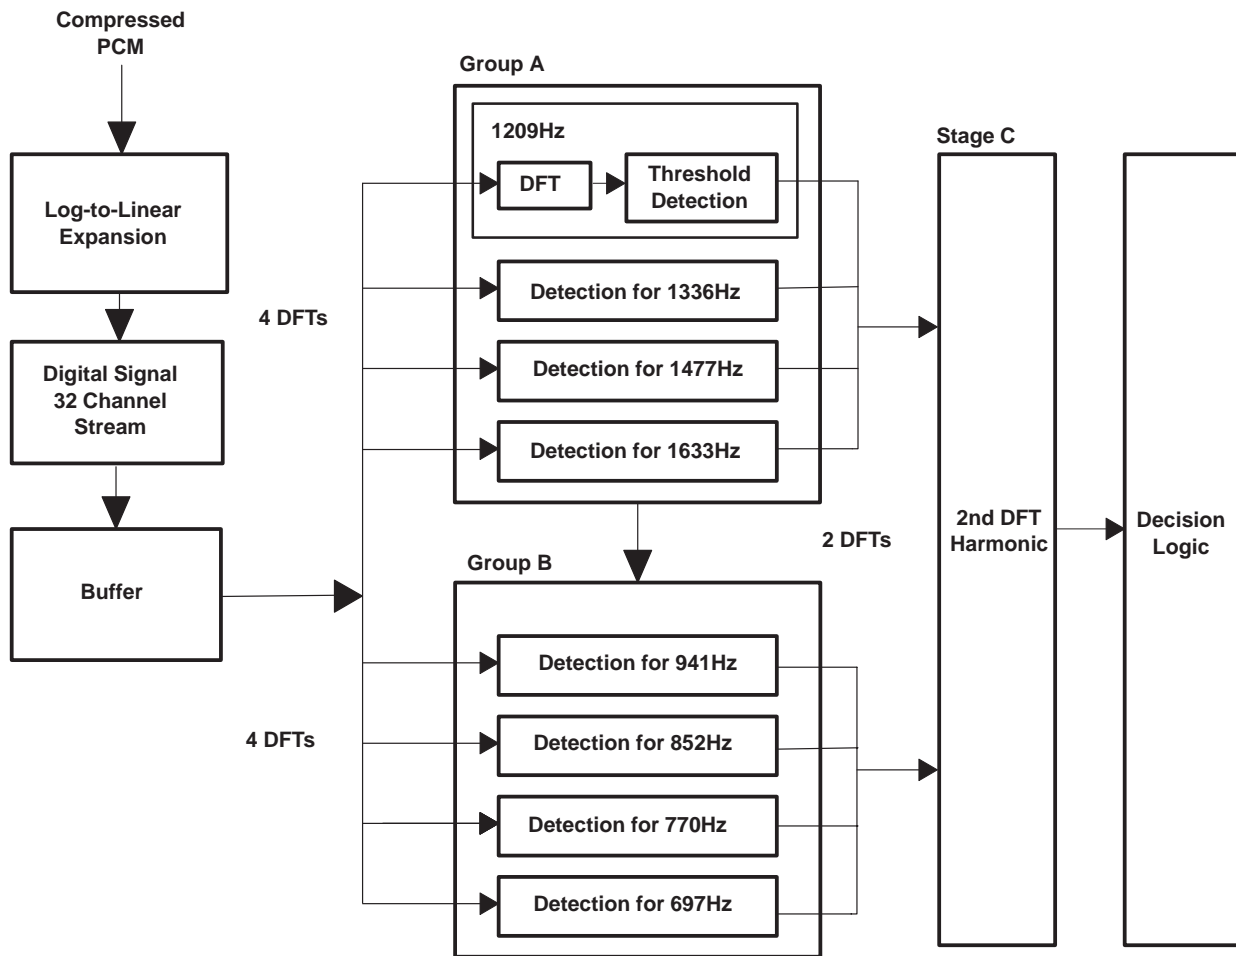 Compressed
PCM
Log-to-Linear
Expansion
Digital Signal
32 Channel
Stream
Buffer
4 DFTs
4 DFTs
Group A
1209Hz
DFT
Threshold
Detection
Detection for 1336Hz
Detection for 1477Hz
Detection for 1633Hz
Group B
2 DFTs
Detection for 941Hz
Detection for 852Hz
Detection for 770Hz
Detection for 697Hz
Stage C
2nd DFT
Harmonic
Decision
Logic